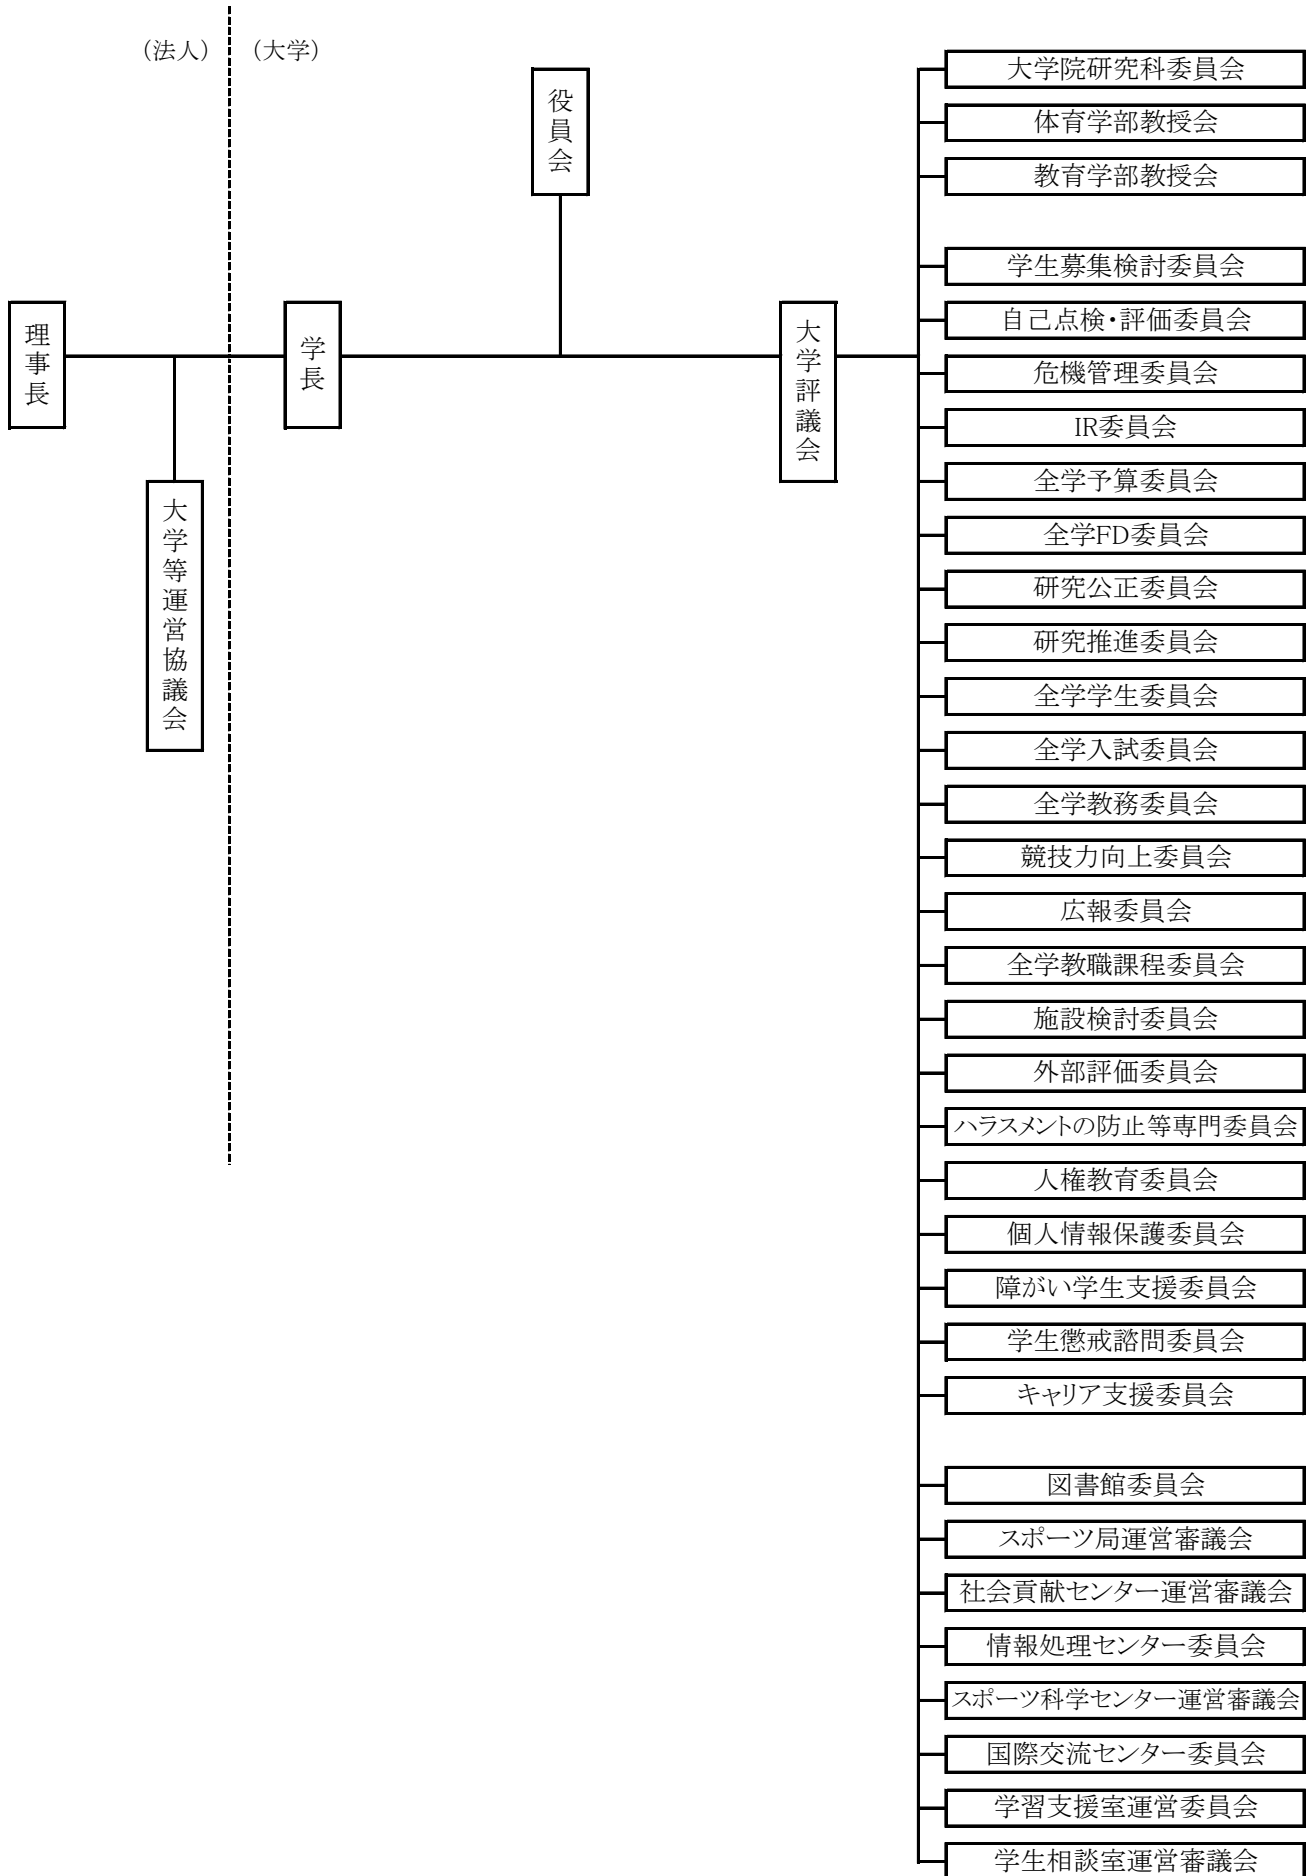 (法人)
(大学)
理事長
大学等運営協議会
学長
役員会
大学評議会
大学院研究科委員会
体育学部教授会
教育学部教授会
学生募集検討委員会
自己点検・評価委員会
危機管理委員会
IR委員会
全学予算委員会
全学FD委員会
研究公正委員会
研究推進委員会
全学学生委員会
全学入試委員会
全学教務委員会
競技力向上委員会
広報委員会
全学教職課程委員会
施設検討委員会
外部評価委員会
ハラスメントの防止等専門委員会
人権教育委員会
個人情報保護委員会
障がい学生支援委員会
学生懲戒諮問委員会
キャリア支援委員会
図書館委員会
スポーツ局運営審議会
社会貢献センター運営審議会
情報処理センター委員会
スポーツ科学センター運営審議会
国際交流センター委員会
学習支援室運営委員会
学生相談室運営審議会